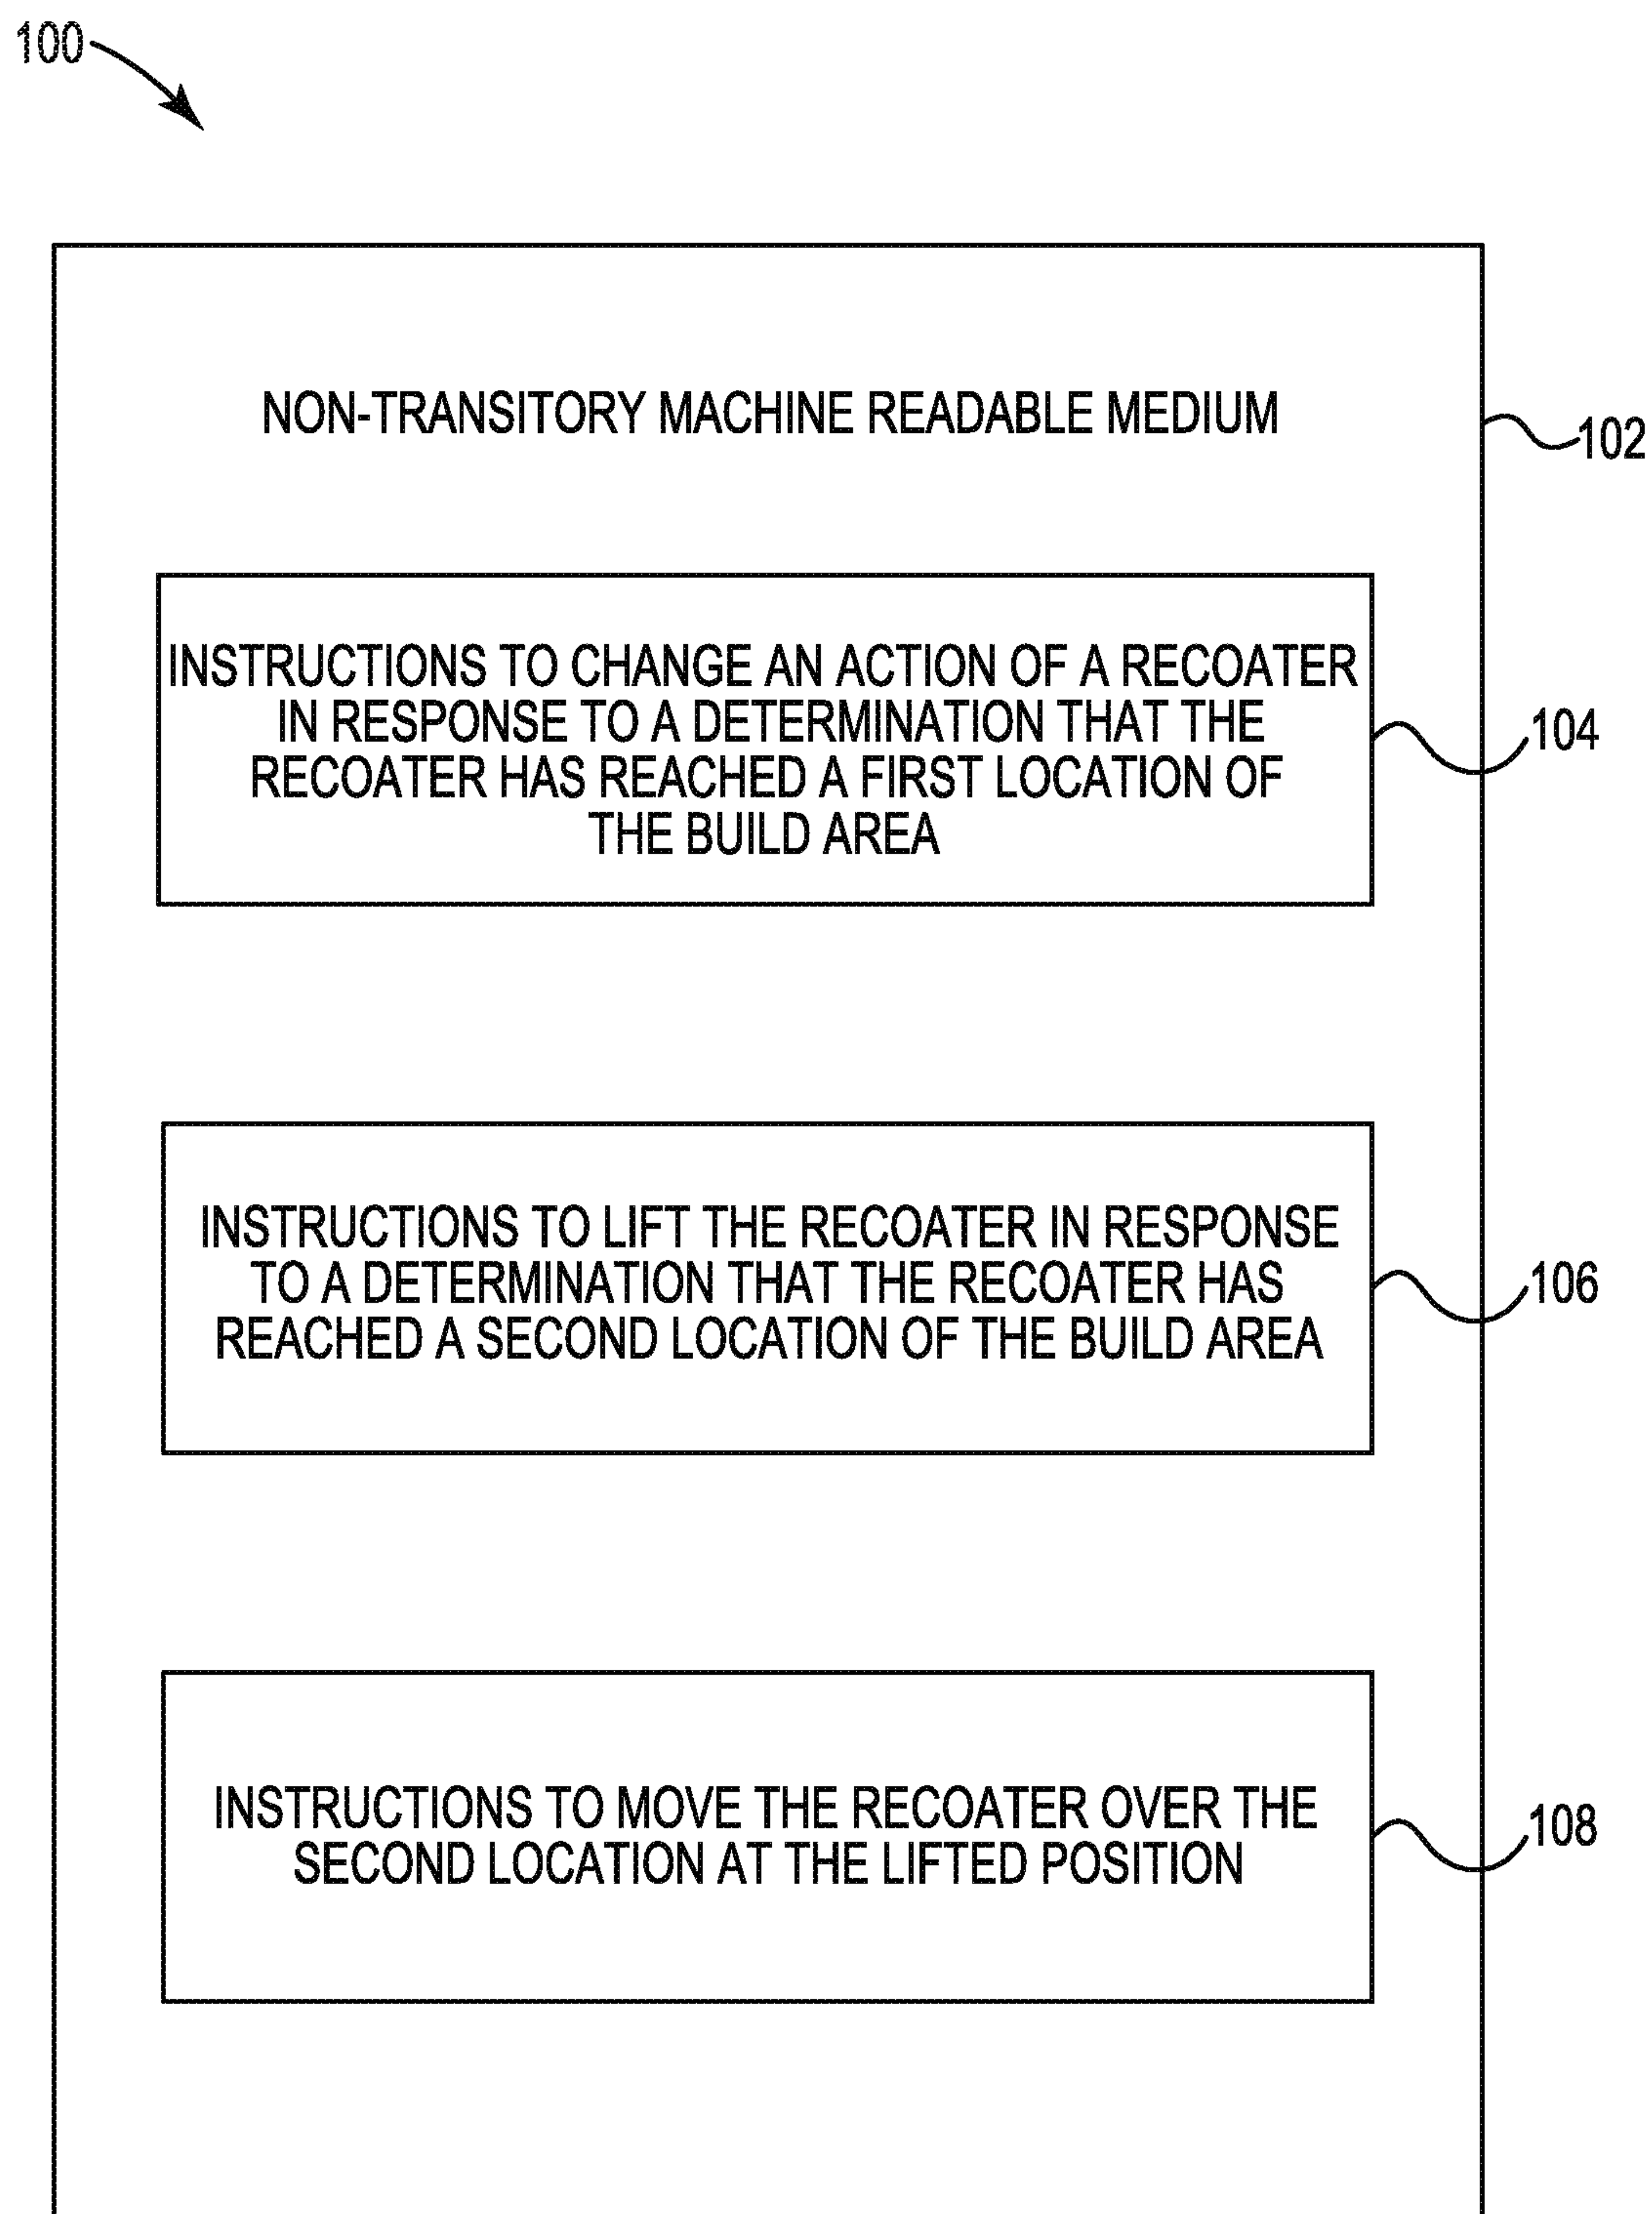 100
NON-TRANSITORY MACHINE READABLE MEDIUM
102
INSTRUCTIONS TO CHANGE AN ACTION OF A RECOATER
IN RESPONSE TO A DETERMINATION THAT THE
RECOATER HAS REACHED A FIRST LOCATION OF
THE BUILD AREA
104
INSTRUCTIONS TO LIFT THE RECOATER IN RESPONSE
TO A DETERMINATION THAT THE RECOATER HAS
REACHED A SECOND LOCATION OF THE BUILD AREA
106
INSTRUCTIONS TO MOVE THE RECOATER OVER THE
SECOND LOCATION AT THE LIFTED POSITION
108